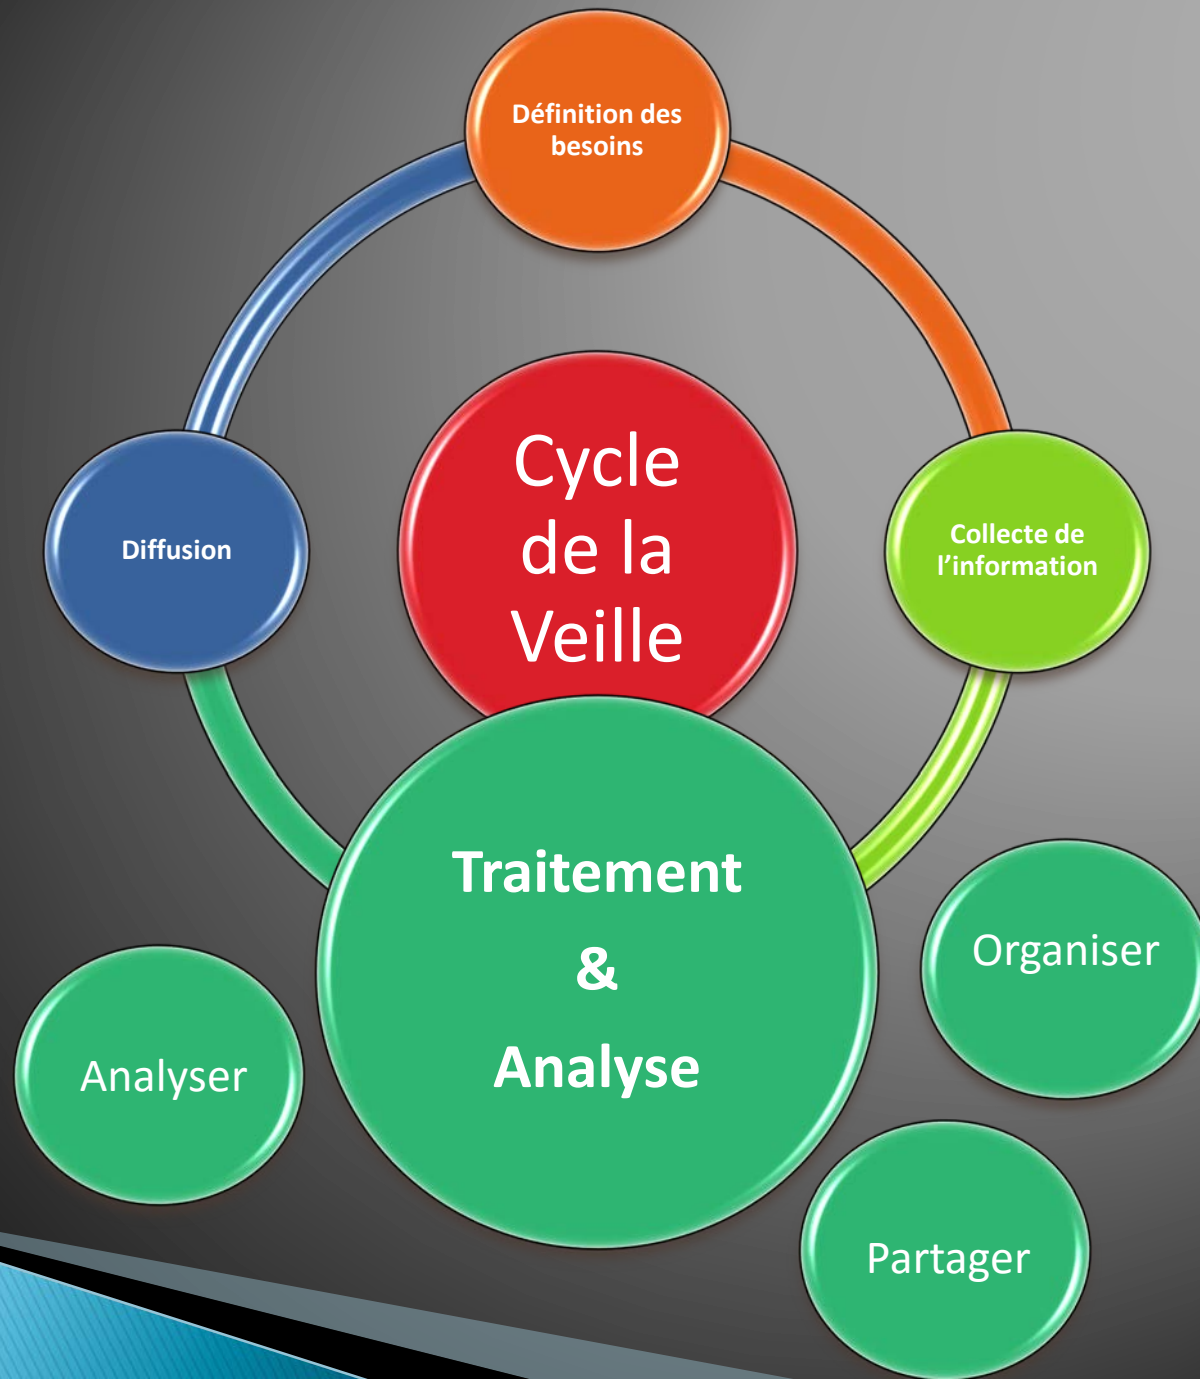 Définition des
besoins
Cycle
de la
Veille
Diffusion
Collecte de
l’information
Traitement
&
Analyse
Organiser
Analyser
Partager